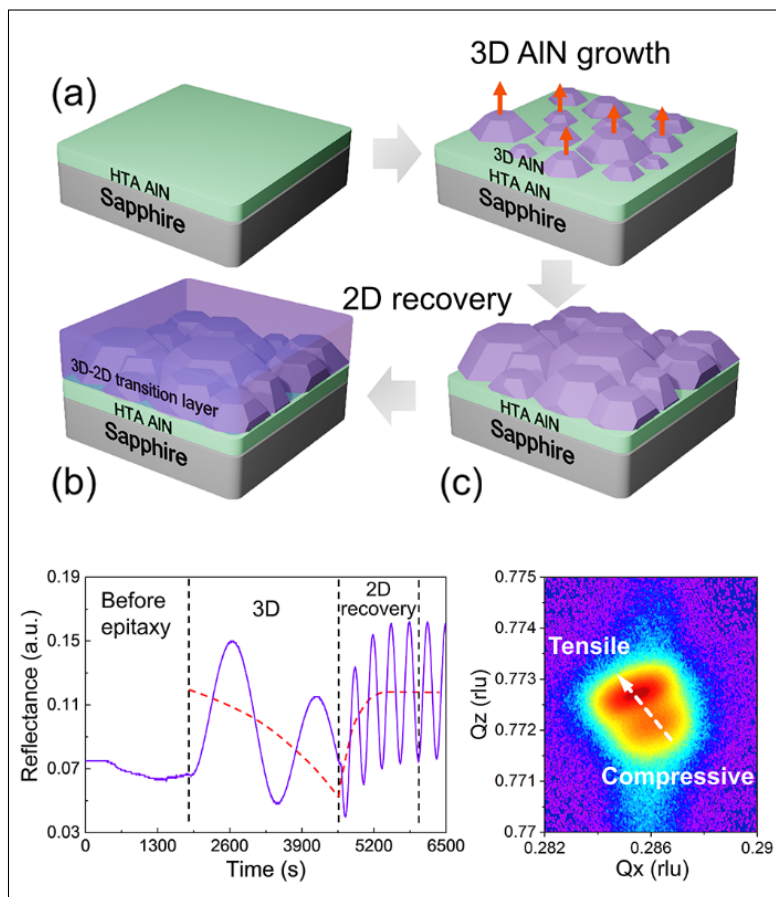 (a)
HTA AlN
Sapphire
3D AlN growth
3D AlN
HTA AlN
Sapphire
2D recovery
3D-2D transition layer
HTA AlN
Sapphire
(b)
HTA AlN
Sapphire
(c)
Reflectance (a.u.)
0.19
0.15
0.11
0.07
0.03
Before
epitaxy
3D
2D
recovery
0
1300
2600
3900
5200
6500
Time (s)
Qz (rlu)
0.775
0.774
0.773
0.772
0.771
0.77
Tensile
Compressive
0.282
0.286
0.29
Qx (rlu)